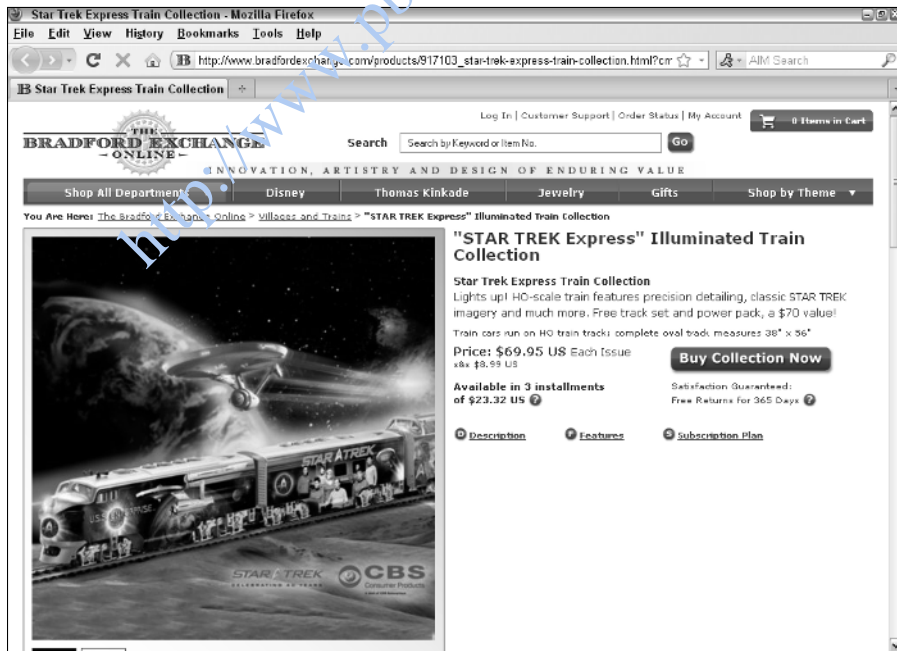 Star Trek Express Train Collection - Mozilla Firefox
File Edit View History Bookmarks Tools Help
http://www.bradfordexchange.com/products/917103_star-trek-express-train-collection.html?cm
AIM Search
Star Trek Express Train Collection
Log In | Customer Support | Order Status | My Account
0 Items in Cart
THE
BRADFORD EXCHANGE
- ONLINE -
Search
Search by Keyword or Item No.
Go
INNOVATION, ARTISTRY AND DESIGN OF ENDURING VALUE
Shop All Departments Disney Thomas Kinkade Jewelry Gifts Shop by Theme
You Are Here: The Bradford Exchange Online > Villages and Trains > "STAR TREK Express" Illuminated Train Collection
"STAR TREK Express" Illuminated Train
Collection
Star Trek Express Train Collection
Lights up! HO-scale train features precision detailing, classic STAR TREK
imagery and much more. Free track set and power pack, a $70 value!
Train cars run on HO train track; complete oval track measures 38" x 56"
Price: $69.95 US Each Issue
s&s $8.99 US
Buy Collection Now
Available in 3 installments
of $23.32 US
Satisfaction Guaranteed:
Free Returns for 365 Days
D Description
F Features
S Subscription Plan
STAR TREK
U.S.S. ENTERPRISE
STAR TREK
CBS
Consumer Products
http://www.p